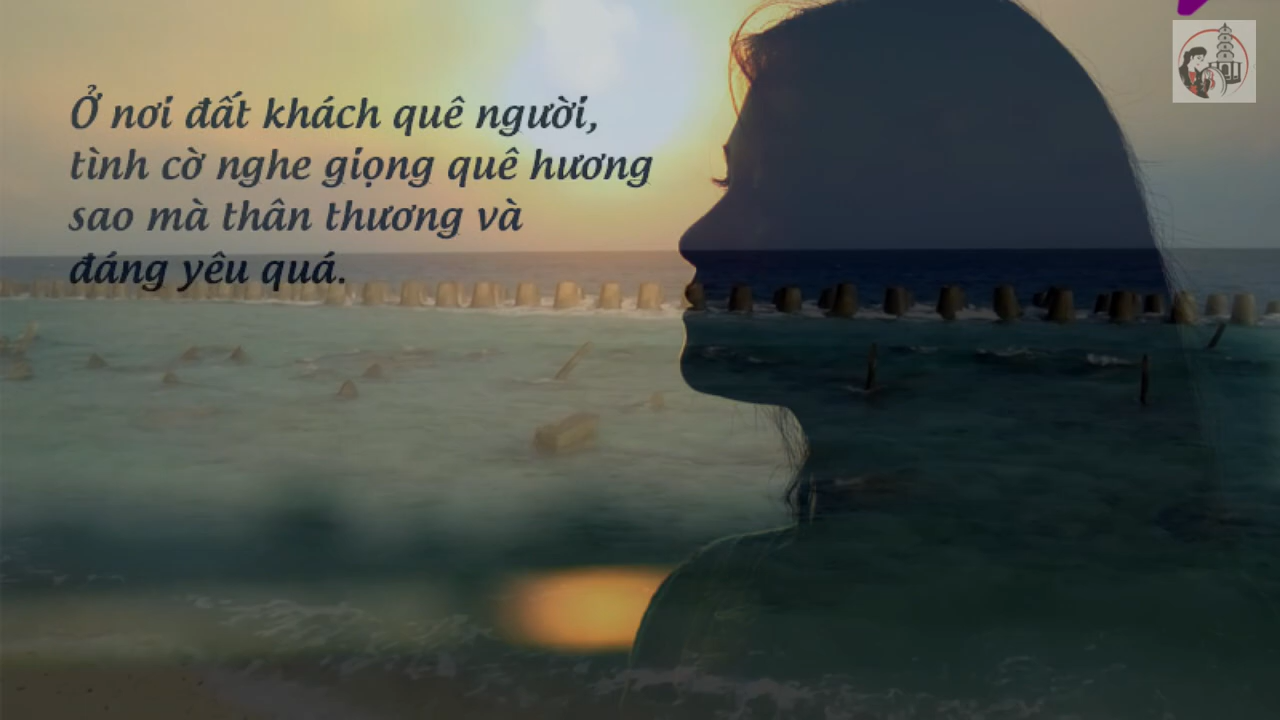 Ở nơi đất khách quê người,
tình cờ nghe giọng quê hương
sao mà thân thương và
đáng yêu quá.